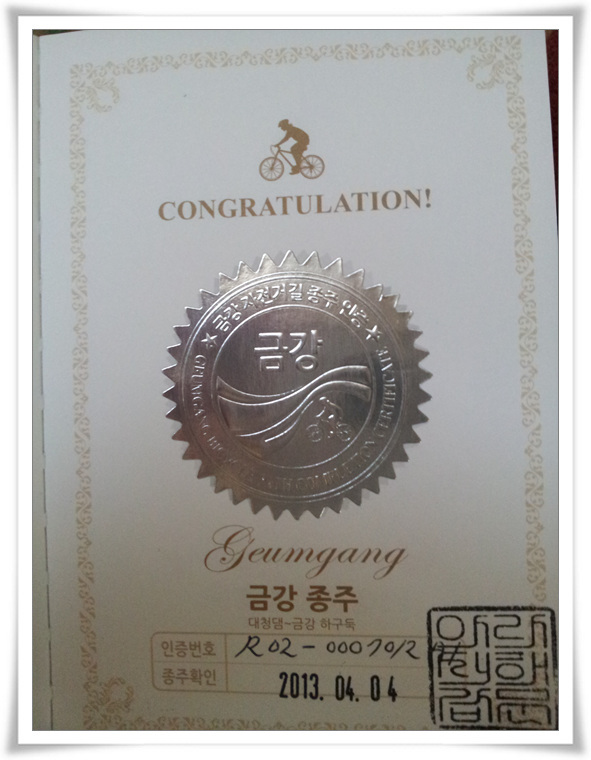 CONGRATULATION!
금강 자전거길 종주 인증
금강
GEUMGANG BICYCLE PATH COMPLETION CERTIFICATE
Geumgang
금강 종주
대청댐~금강 하구둑
인증번호 R02-00010/2
종주확인 2013. 04. 04